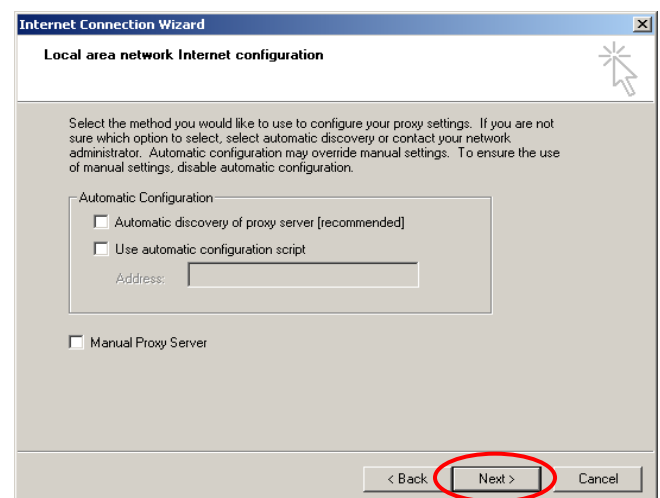 Internet Connection Wizard
Local area network Internet configuration
Select the method you would like to use to configure your proxy settings. If you are not
sure which option to select, select automatic discovery or contact your network
administrator. Automatic configuration may override manual settings. To ensure the use
of manual settings, disable automatic configuration.
Automatic Configuration
Automatic discovery of proxy server [recommended]
Use automatic configuration script
Address:
Manual Proxy Server
< Back Next > Cancel